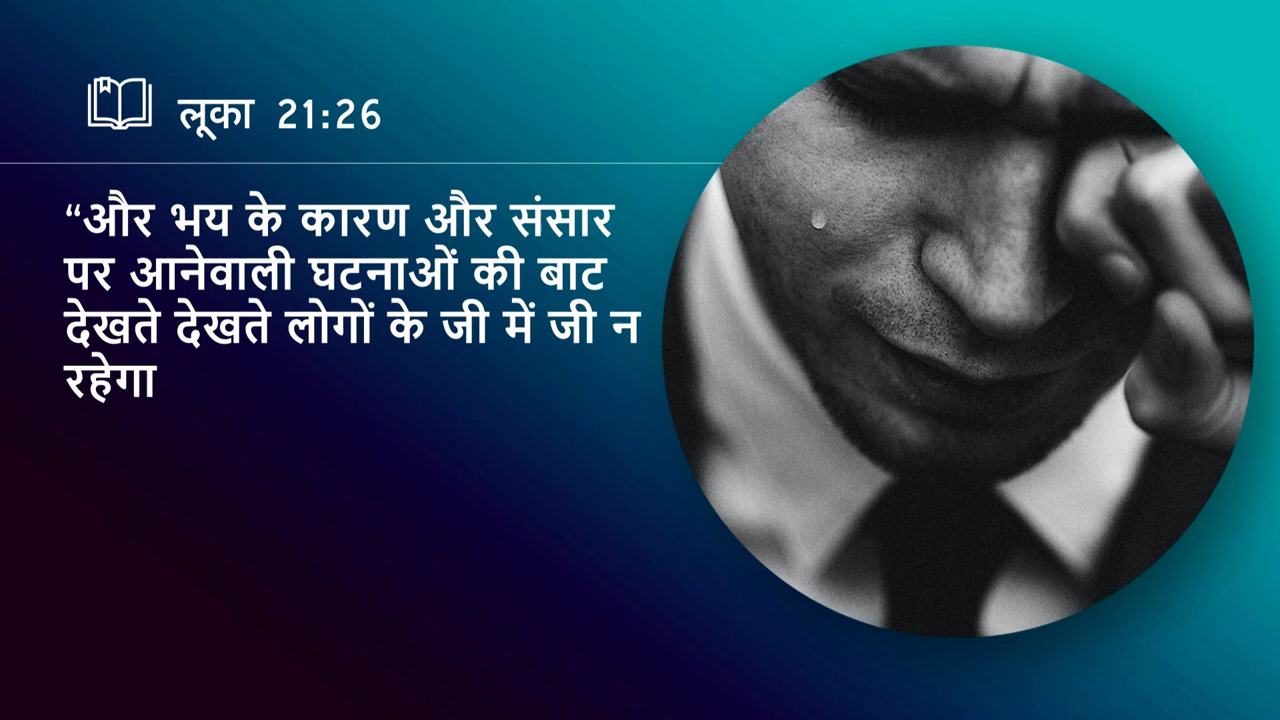 लूका 21:26
“और भय के कारण और संसार
पर आनेवाली घटनाओं की बाट
देखते देखते लोगों के जी में जी न
रहेगा